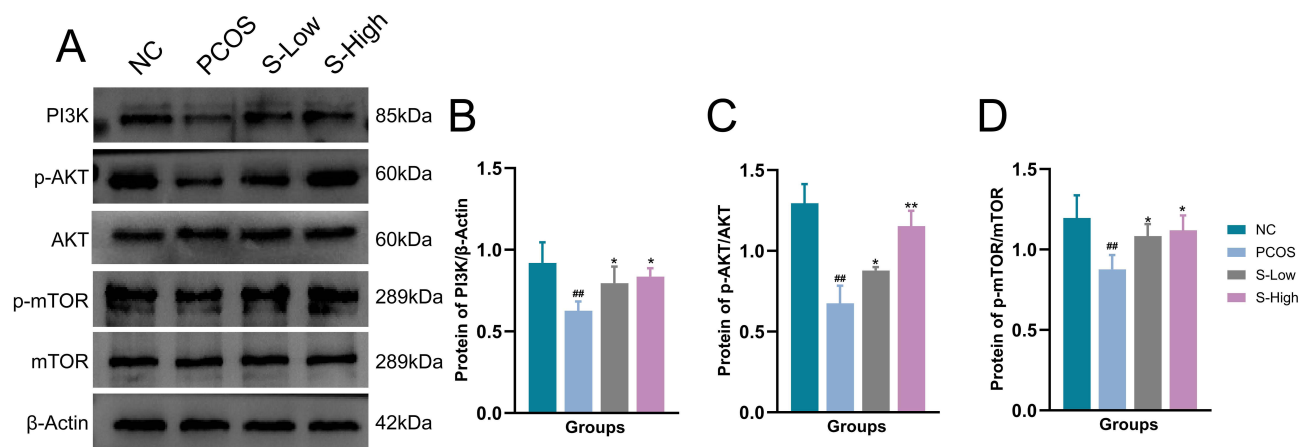 A
NC
PCOS
S-Low
S-High
PI3K
85kDa
p-AKT
60kDa
AKT
60kDa
p-mTOR
289kDa
mTOR
289kDa
β-Actin
42kDa
B
Protein of PI3K/β-Actin
1.5
1.0
0.5
0.0
##
*
*
Groups
C
Protein of p-AKT/AKT
1.5
1.0
0.5
0.0
##
*
**
Groups
D
Protein of p-mTOR/mTOR
1.5
1.0
0.5
0.0
##
*
*
Groups
NC
PCOS
S-Low
S-High